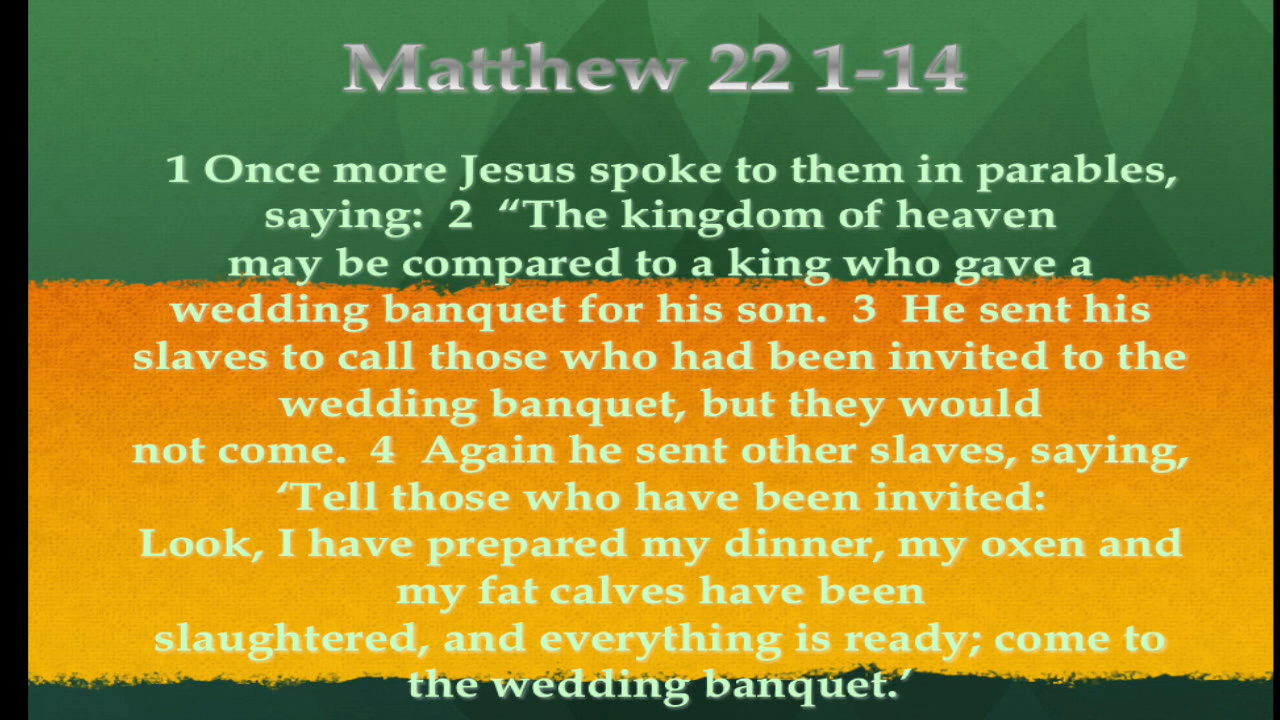 Matthew 22 1-14
1 Once more Jesus spoke to them in parables,
saying: 2 “The kingdom of heaven
may be compared to a king who gave a
wedding banquet for his son. 3 He sent his
slaves to call those who had been invited to the
wedding banquet, but they would
not come. 4 Again he sent other slaves, saying,
‘Tell those who have been invited:
Look, I have prepared my dinner, my oxen and
my fat calves have been
slaughtered, and everything is ready; come to
the wedding banquet.’